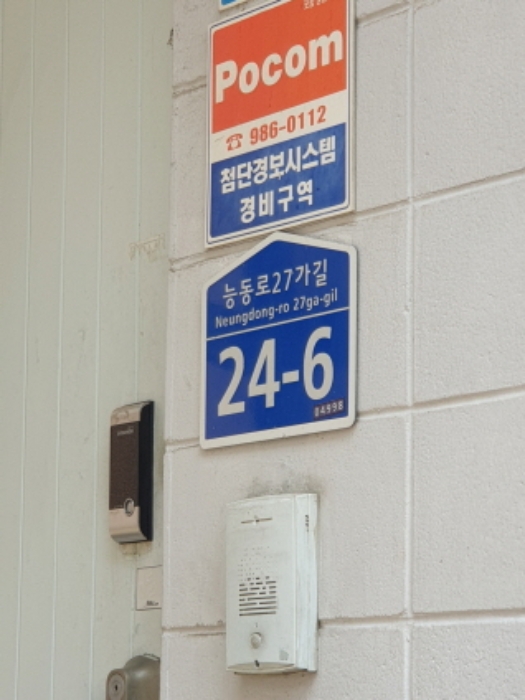 Pocom
☎ 986-0112
첨단경보시스템
경비구역
능동로27가길
Neungdong-ro 27ga-gil
24-6
04998